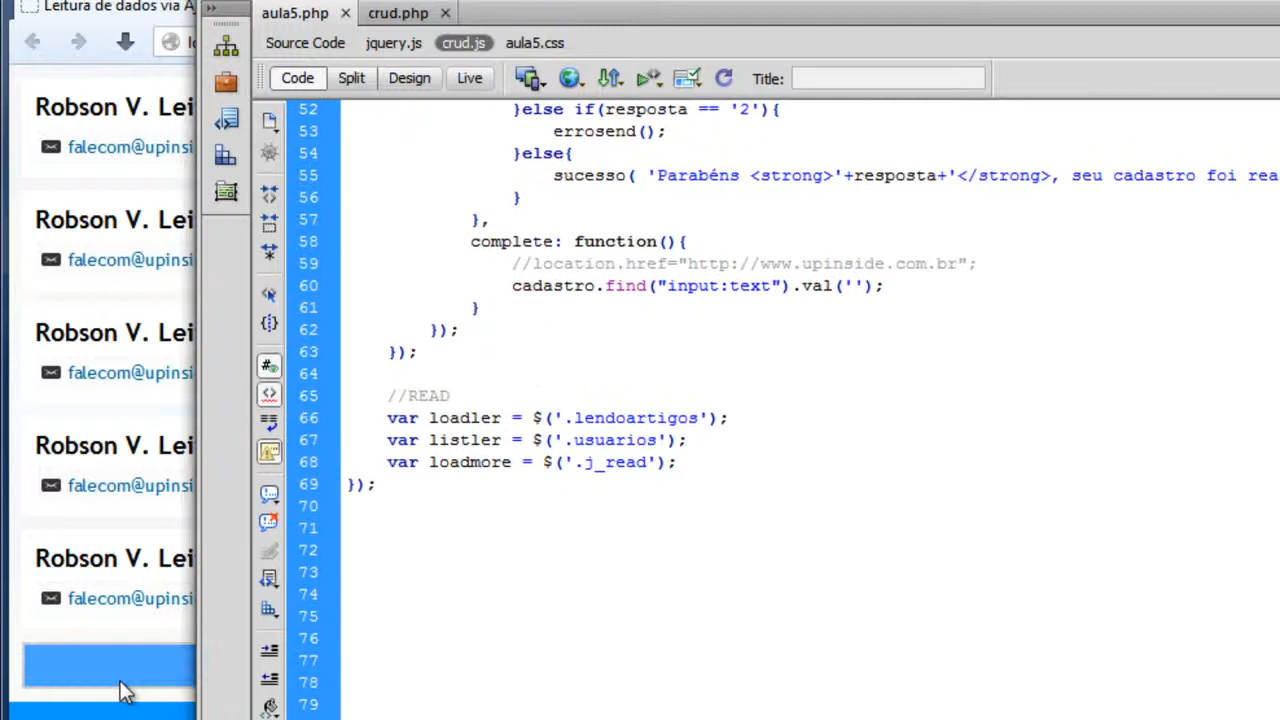 Leitura de dados via Aj
Robson V. Lei
falecom@upinsi
Robson V. Lei
falecom@upinsi
Robson V. Lei
falecom@upinsi
Robson V. Lei
falecom@upinsi
Robson V. Lei
falecom@upinsi
aula5.php crud.php
Source Code jquery.js crud.js aula5.css
Code Split Design Live Title:
52 }else if(resposta == '2'){
53 errosend();
54 }else{
55 sucesso( 'Parabéns <strong>'+resposta+'</strong>, seu cadastro foi rea
56 }
57 },
58 complete: function(){
59 //location.href="http://www.upinside.com.br";
60 cadastro.find("input:text").val('');
61 }
62 });
63 });
64
65 //READ
66 var loadler = $('.lendoartigos');
67 var listler = $('.usuarios');
68 var loadmore = $('.j_read');
69 });
70
71
72
73
74
75
76
77
78
79